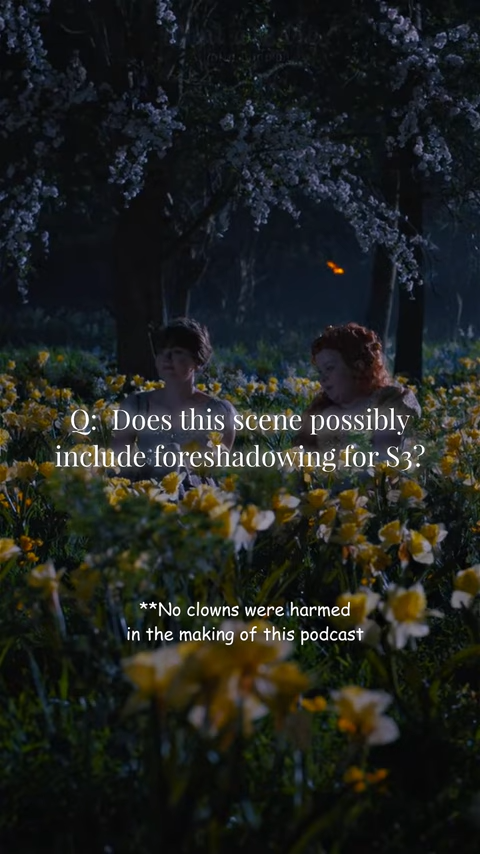 Q: Does this scene possibly
include foreshadowing for S3?
**No clowns were harmed
in the making of this podcast